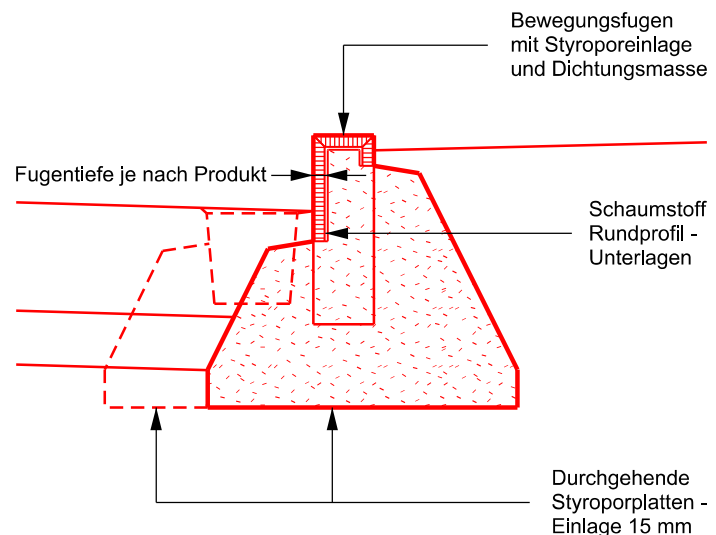 Bewegungsfugen
mit Styroporeinlage
und Dichtungsmasse
Fugentiefe je nach Produkt
Schaumstoff
Rundprofil -
Unterlagen
Durchgehende
Styroporplatten -
Einlage 15 mm